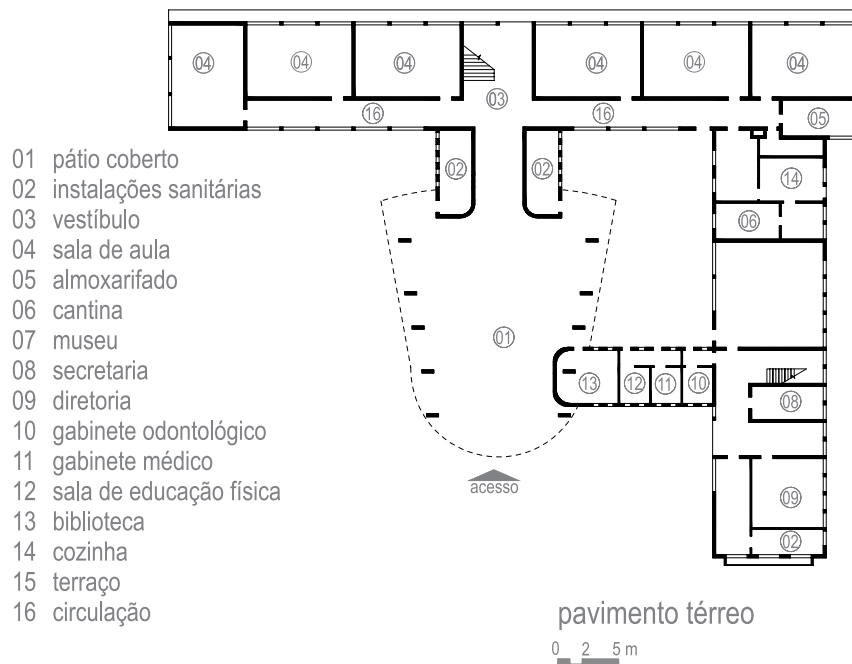 04
04
04
04
04
04
03
16
16
05
01 pátio coberto
02 instalações sanitárias
03 vestíbulo
04 sala de aula
05 almoxarifado
06 cantina
07 museu
08 secretaria
09 diretoria
10 gabinete odontológico
11 gabinete médico
12 sala de educação física
13 biblioteca
14 cozinha
15 terraço
16 circulação
02
02
14
06
01
13
12
11
10
08
acesso
09
02
pavimento térreo
0 2 5 m